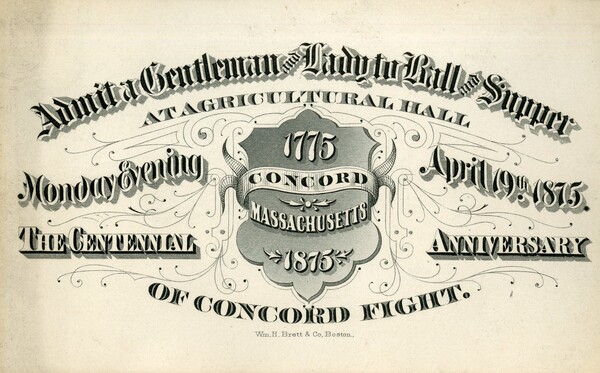 Admit a Gentleman and Lady to Ball and Supper
AT AGRICULTURAL HALL
Monday Evening
April 19th 1875.
1775
CONCORD
MASSACHUSETTS
1875
THE CENTENNIAL
ANNIVERSARY
OF CONCORD FIGHT.
Wm. H. Brett & Co, Boston.